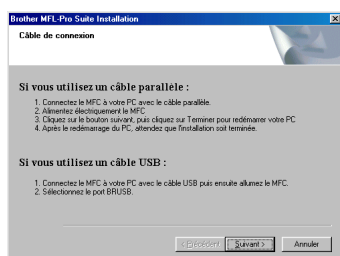 Brother MFL-Pro Suite Installation
Câble de connexion
Si vous utilisez un câble parallèle :
1. Connectez le MFC à votre PC avec le câble parallèle.
2. Alimentez électriquement le MFC
3. Cliquez sur le bouton suivant, puis cliquez sur Terminer pour redémarrer votre PC
4. Après le redémarrage du PC, attendez que l'installation soit terminée.
Si vous utilisez un câble USB :
1. Connectez le MFC à votre PC avec le câble USB puis ensuite allumez le MFC.
2. Sélectionnez le port BRUSB.
< Précédent Suivant > Annuler